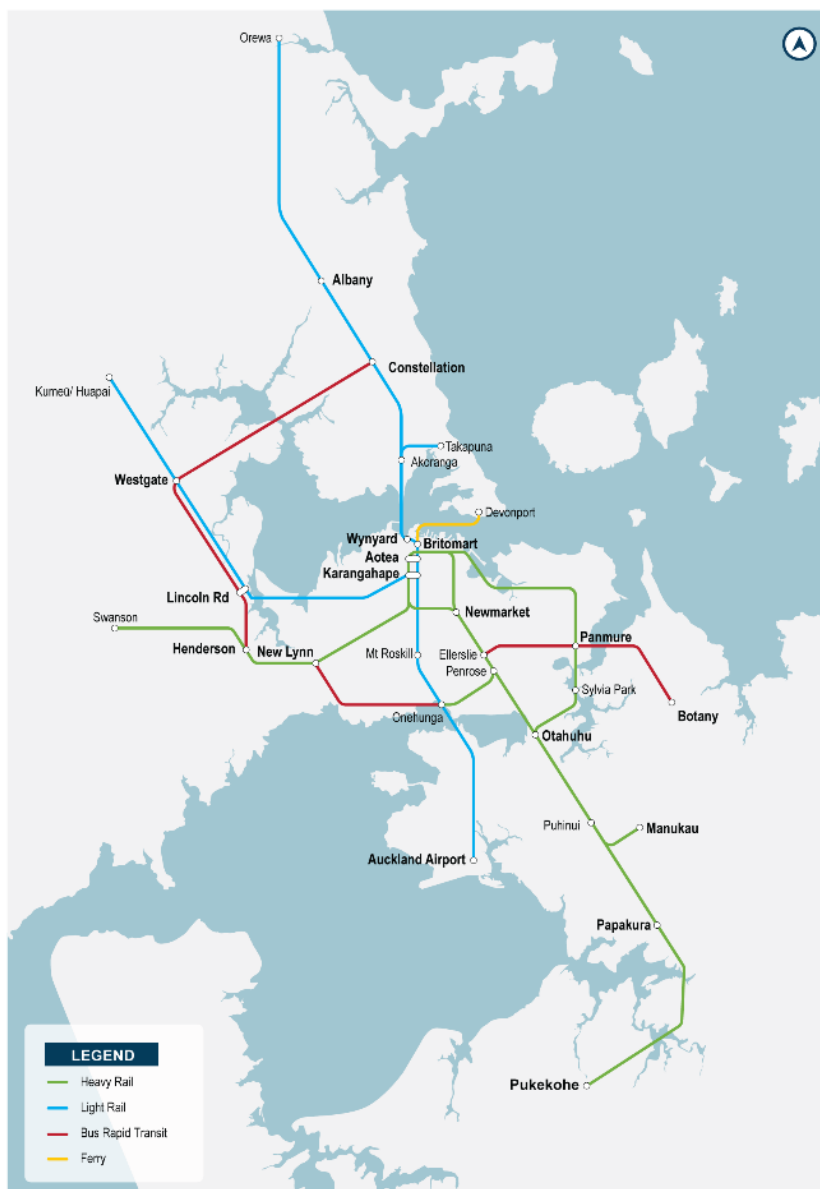 Orewa
Albany
Constellation
Kumeū/ Huapai
Takapuna
Akoranga
Westgate
Devonport
Wynyard
Britomart
Aotea
Karangahape
Lincoln Rd
Newmarket
Swanson
Panmure
Henderson
New Lynn
Mt Roskill
Ellerslie
Penrose
Sylvia Park
Onehunga
Botany
Otahuhu
Puhinui
Manukau
Auckland Airport
Papakura
Pukekohe
LEGEND
Heavy Rail
Light Rail
Bus Rapid Transit
Ferry